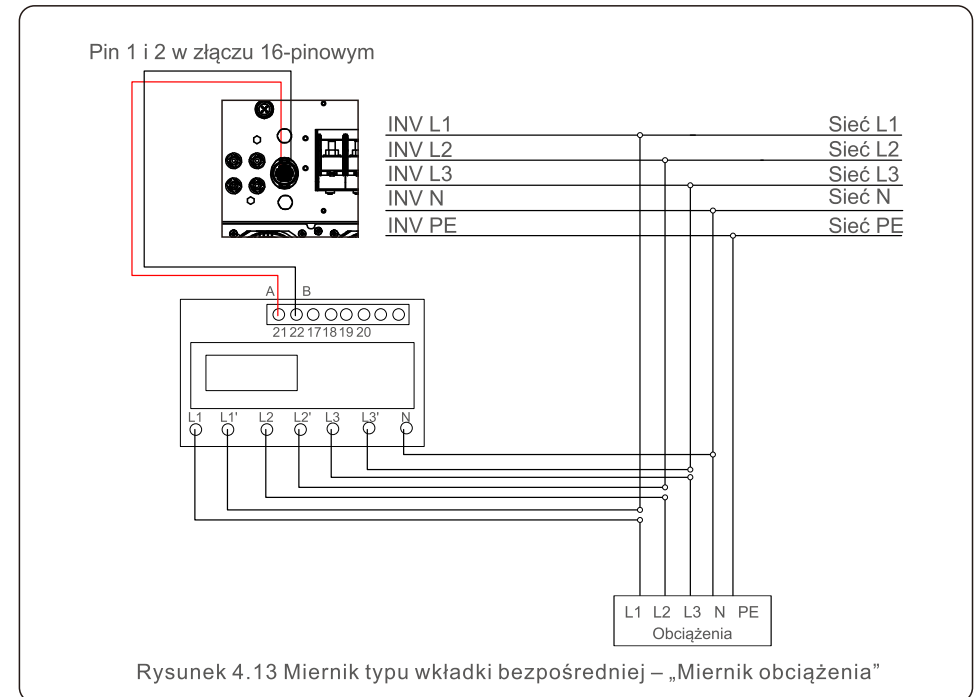 Pin 1 i 2 w złączu 16-pinowym
INV L1 Sieć L1
INV L2 Sieć L2
INV L3 Sieć L3
INV N Sieć N
INV PE Sieć PE
A B
21 22 17 18 19 20
L1 L1' L2 L2' L3 L3' N
L1 L2 L3 N PE
Obciążenia
Rysunek 4.13 Miernik typu wkładki bezpośredniej – „Miernik obciążenia”